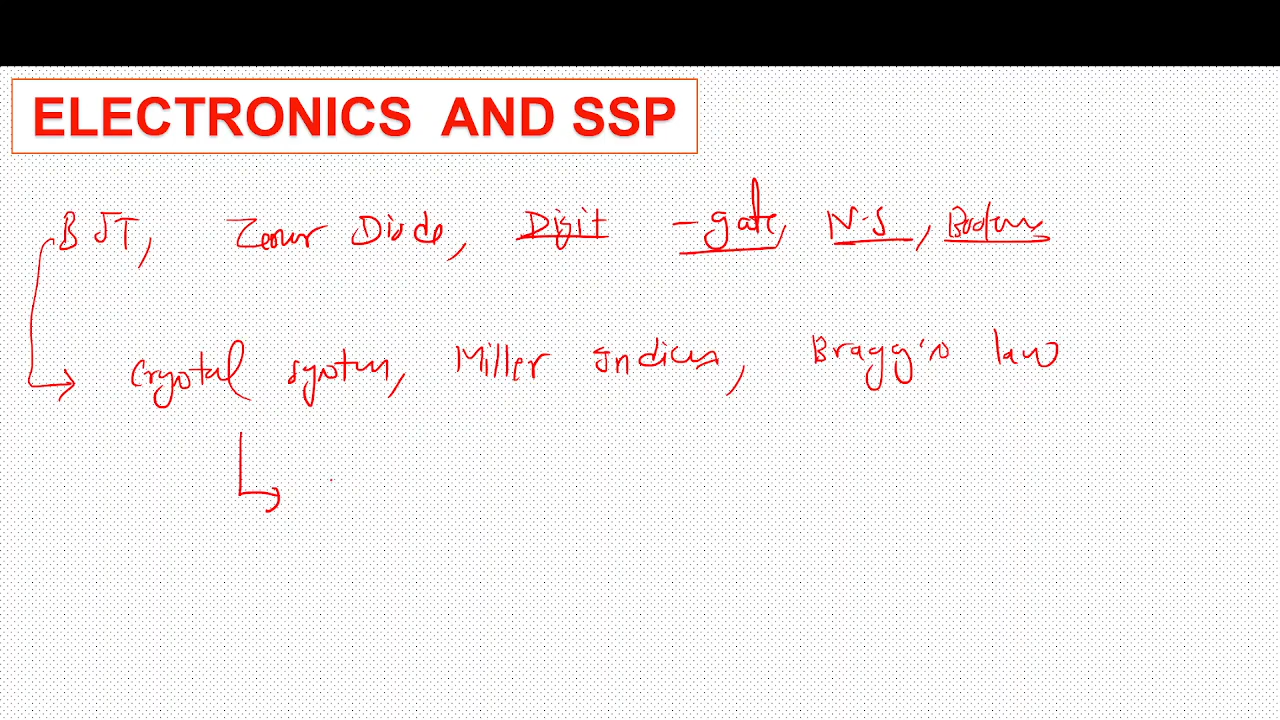 ELECTRONICS AND SSP
BJT, Zener Diode, Digit -gate, N.S,
Crystal system, Miller Indices, Bragg's law